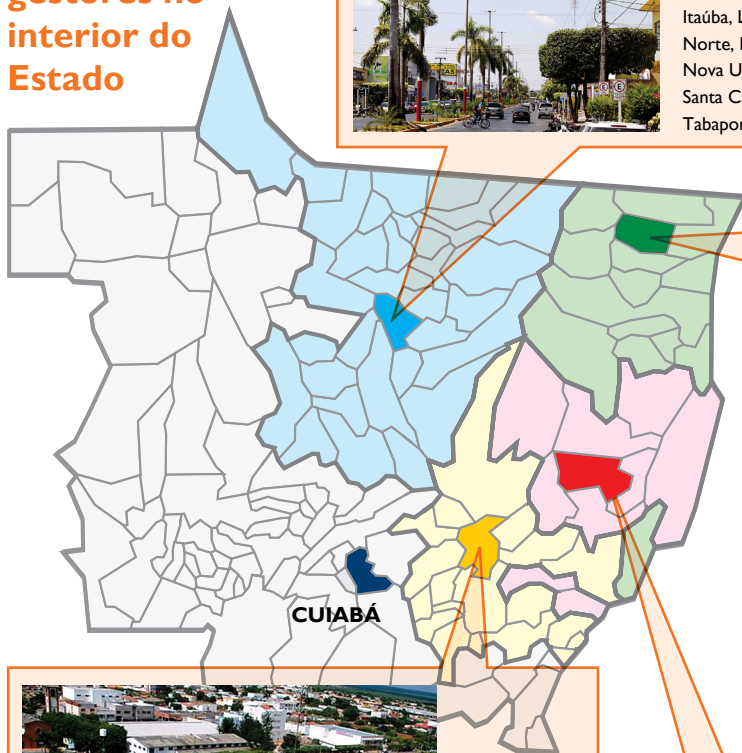 gestores no
interior do
Estado
Itaúba, L
Norte, 
Nova U
Santa C
Tabapor
CUIABÁ